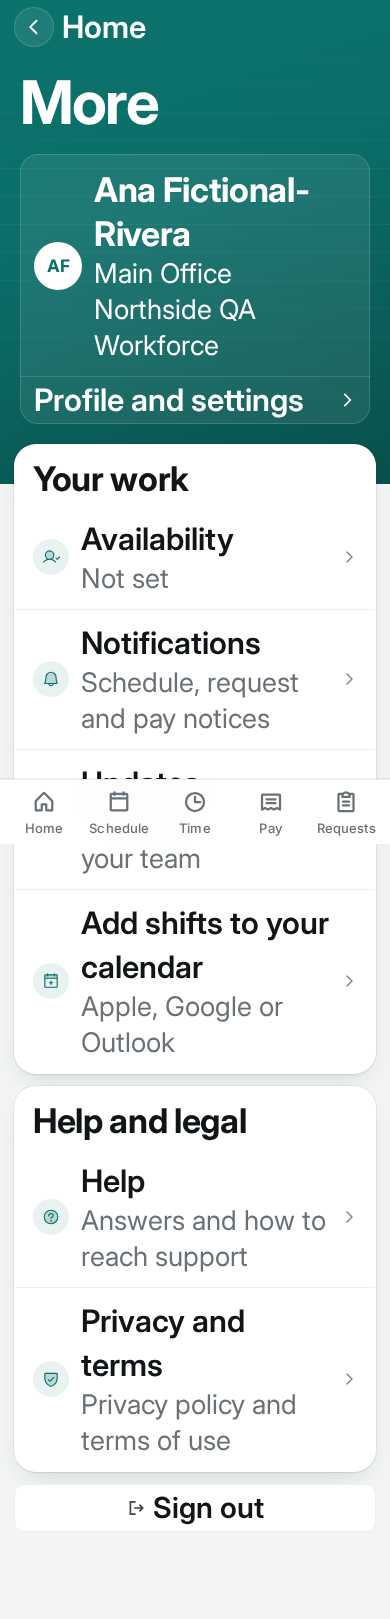 Home
More
AF
Ana Fictional-
Rivera
Main Office
Northside QA
Workforce
Profile and settings
Your work
Availability
Not set
Notifications
Schedule, request
and pay notices
Updates
Home
Schedule
Time
Pay
Requests
your team
Add shifts to your
calendar
Apple, Google or
Outlook
Help and legal
Help
Answers and how to
reach support
Privacy and
terms
Privacy policy and
terms of use
Sign out